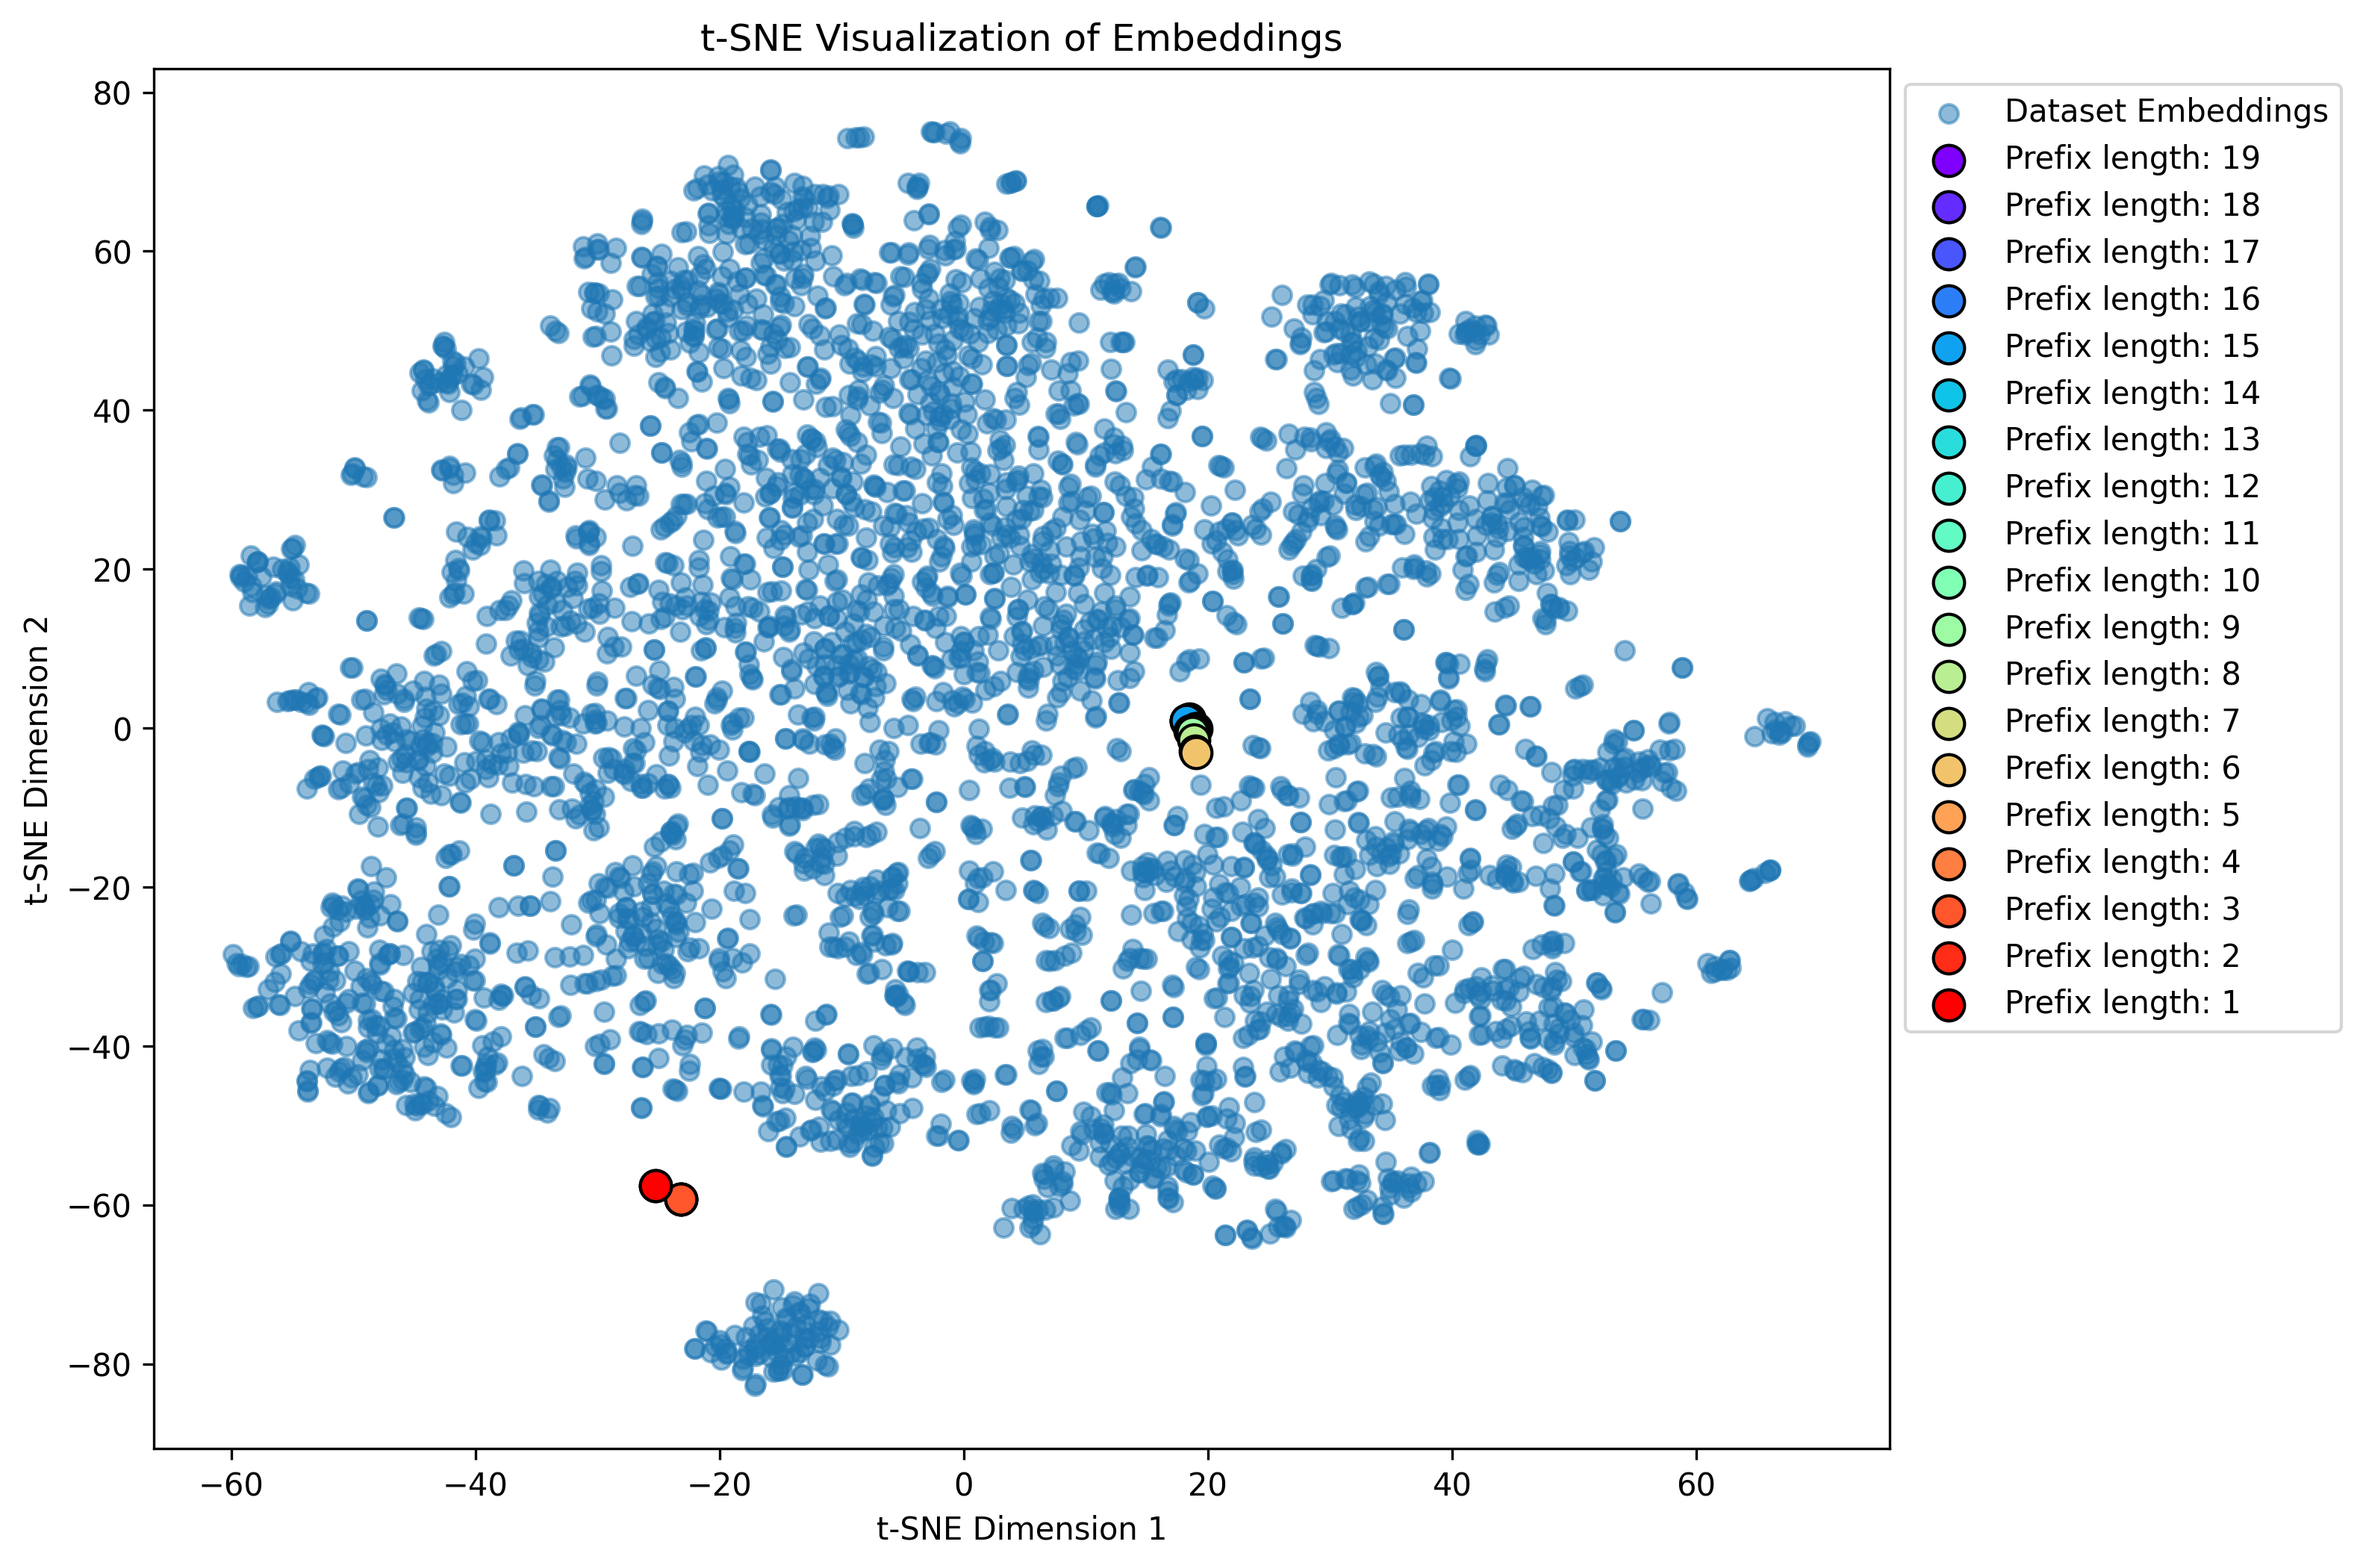 t-SNE Visualization of Embeddings
80
60
40
20
0
−20
−40
−60
−80
t-SNE Dimension 2
−60
−40
−20
0
20
40
60
t-SNE Dimension 1
Dataset Embeddings
Prefix length: 19
Prefix length: 18
Prefix length: 17
Prefix length: 16
Prefix length: 15
Prefix length: 14
Prefix length: 13
Prefix length: 12
Prefix length: 11
Prefix length: 10
Prefix length: 9
Prefix length: 8
Prefix length: 7
Prefix length: 6
Prefix length: 5
Prefix length: 4
Prefix length: 3
Prefix length: 2
Prefix length: 1